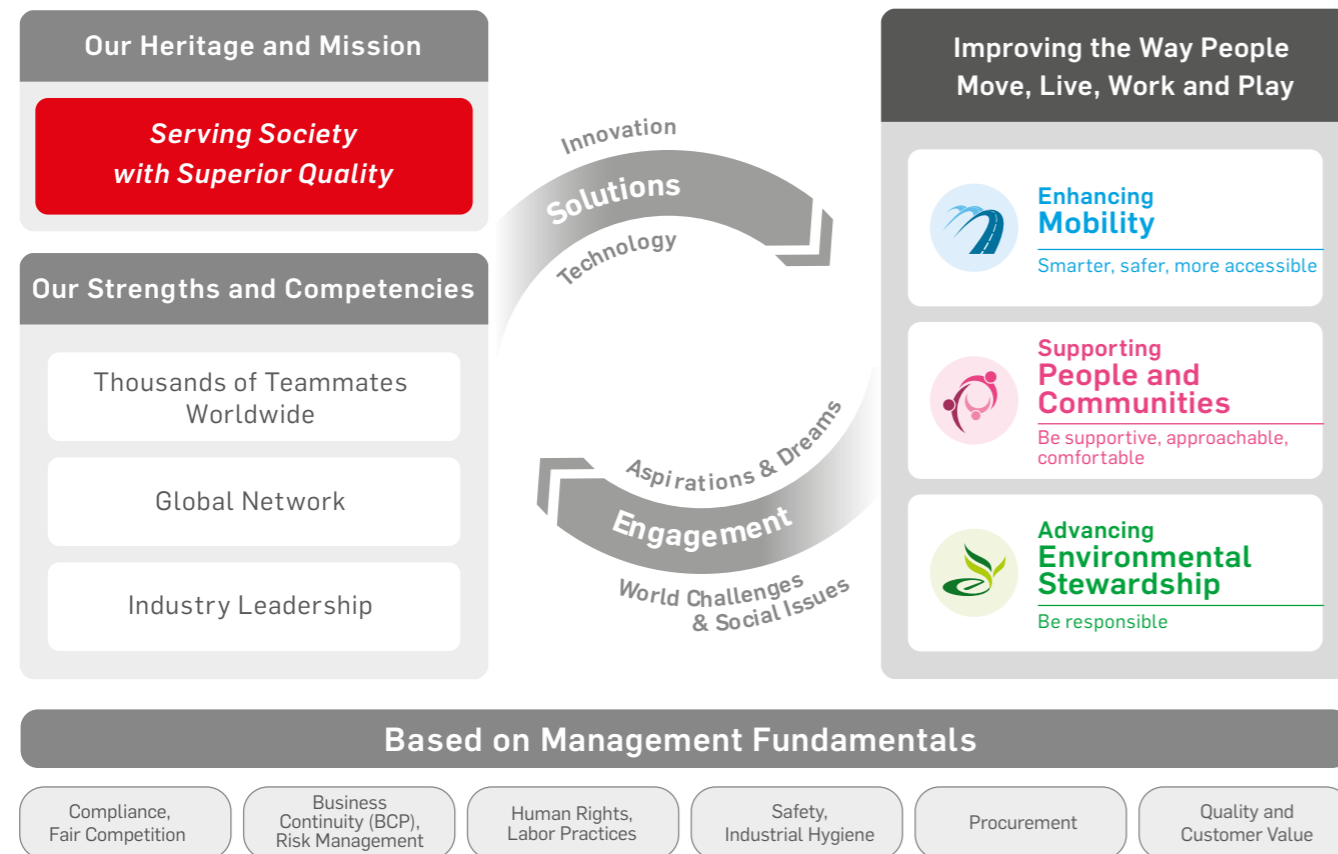 Our Heritage and Mission
Serving Society
with Superior Quality
Our Strengths and Competencies
Thousands of Teammates
Worldwide
Global Network
Industry Leadership
Innovation
Solutions
Technology
Aspirations & Dreams
Engagement
World Challenges
& Social Issues
Improving the Way People
Move, Live, Work and Play
Enhancing
Mobility
Smarter, safer, more accessible
Supporting
People and
Communities
Be supportive, approachable,
comfortable
Advancing
Environmental
Stewardship
Be responsible
Based on Management Fundamentals
Compliance,
Fair Competition
Business
Continuity (BCP),
Risk Management
Human Rights,
Labor Practices
Safety,
Industrial Hygiene
Procurement
Quality and
Customer Value